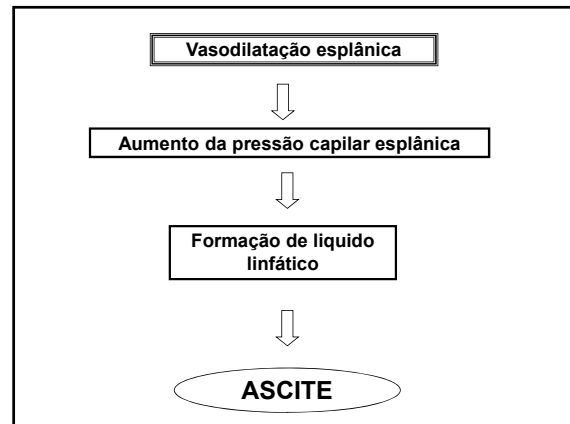 Vasodilatação esplânica
Aumento da pressão capilar esplânica
Formação de liquido
linfático
ASCITE